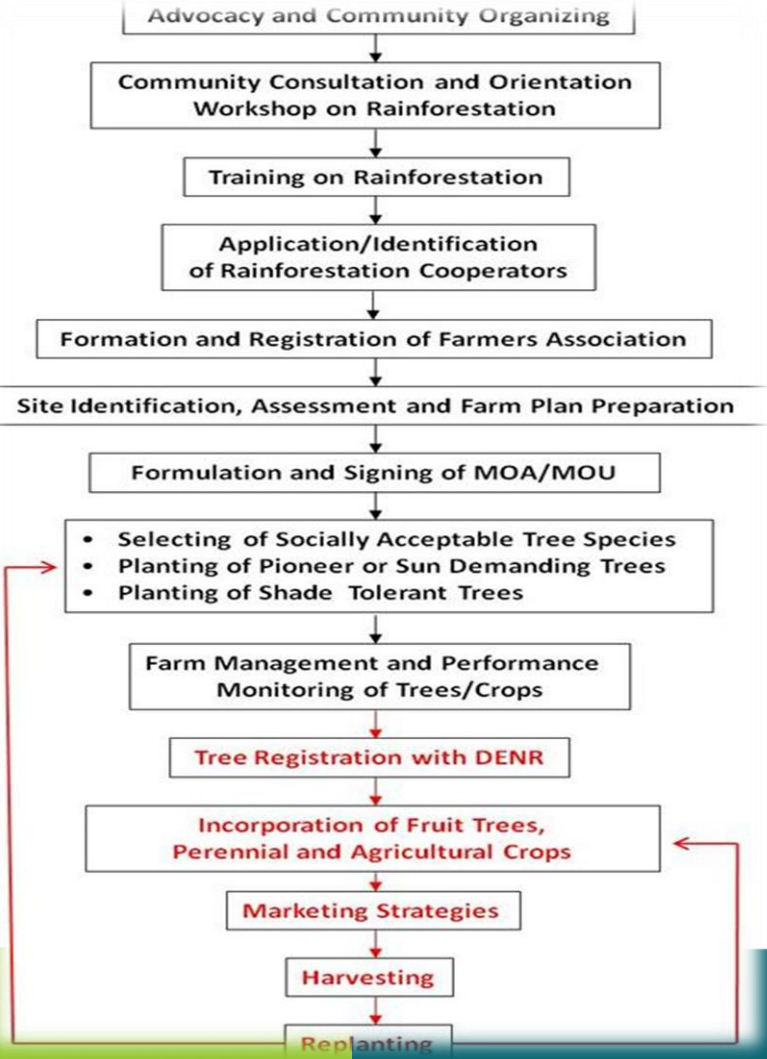 Advocacy and Community Organizing
Community Consultation and Orientation
Workshop on Rainforestation
Training on Rainforestation
Application/Identification
of Rainforestation Cooperators
Formation and Registration of Farmers Association
Site Identification, Assessment and Farm Plan Preparation
Formulation and Signing of MOA/MOU
• Selecting of Socially Acceptable Tree Species
• Planting of Pioneer or Sun Demanding Trees
• Planting of Shade Tolerant Trees
Farm Management and Performance
Monitoring of Trees/Crops
Tree Registration with DENR
Incorporation of Fruit Trees,
Perennial and Agricultural Crops
Marketing Strategies
Harvesting
Replanting